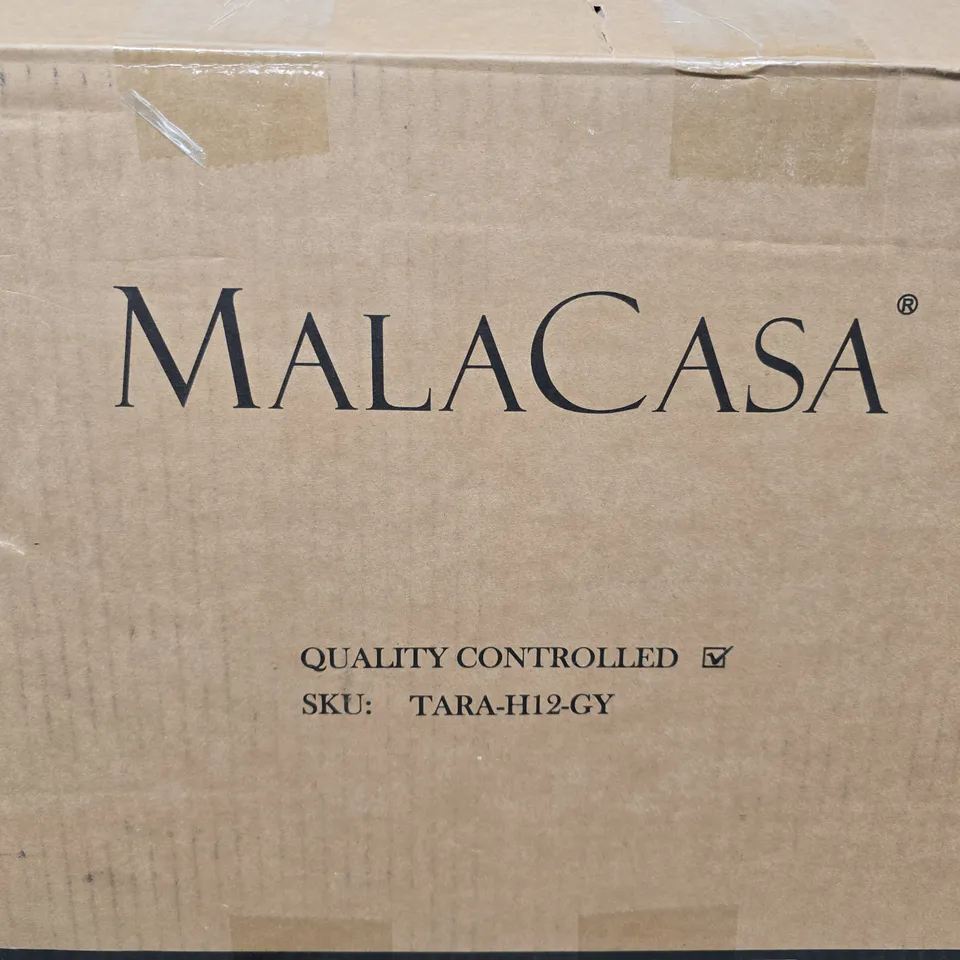 MALACASA®
QUALITY CONTROLLED ☑
SKU: TARA-H12-GY